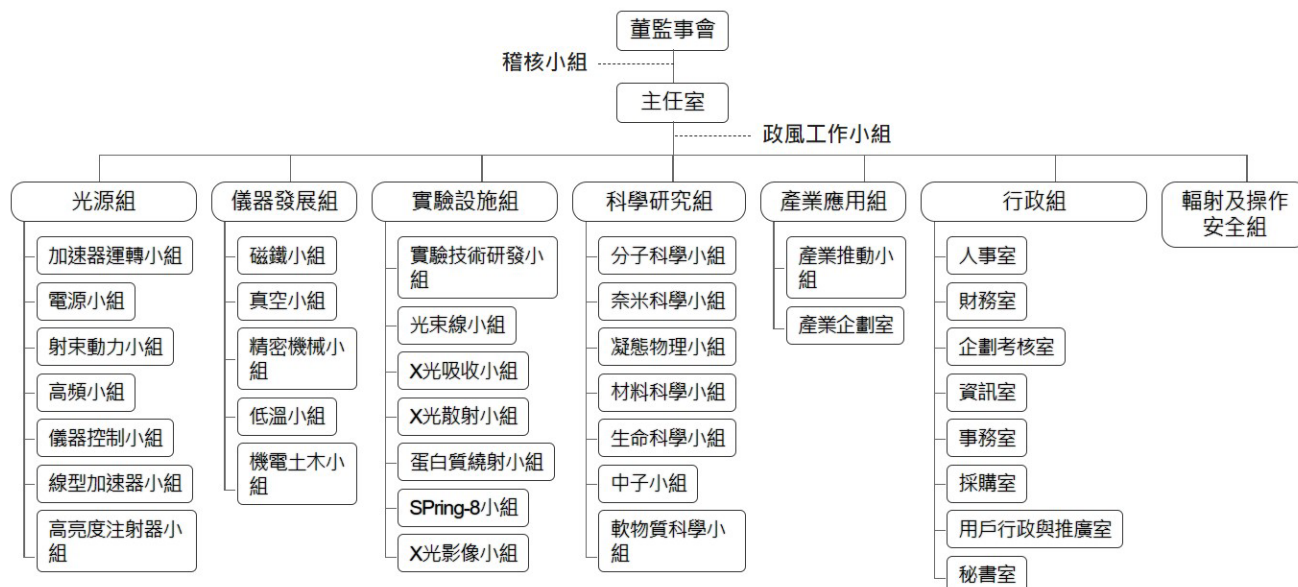 董監事會
稽核小組
主任室
政風工作小組
光源組
加速器運轉小組
電源小組
射束動力小組
高頻小組
儀器控制小組
線型加速器小組
高亮度注射器小
組
儀器發展組
磁鐵小組
真空小組
精密機械小
組
低溫小組
機電土木小
組
實驗設施組
實驗技術研發小
組
光束線小組
X光吸收小組
X光散射小組
蛋白質繞射小組
SPring-8小組
X光影像小組
科學研究組
分子科學小組
奈米科學小組
凝態物理小組
材料科學小組
生命科學小組
中子小組
軟物質科學小
組
產業應用組
產業推動小
組
產業企劃室
行政組
人事室
財務室
企劃考核室
資訊室
事務室
採購室
用戶行政與推廣室
秘書室
輻射及操作
安全組